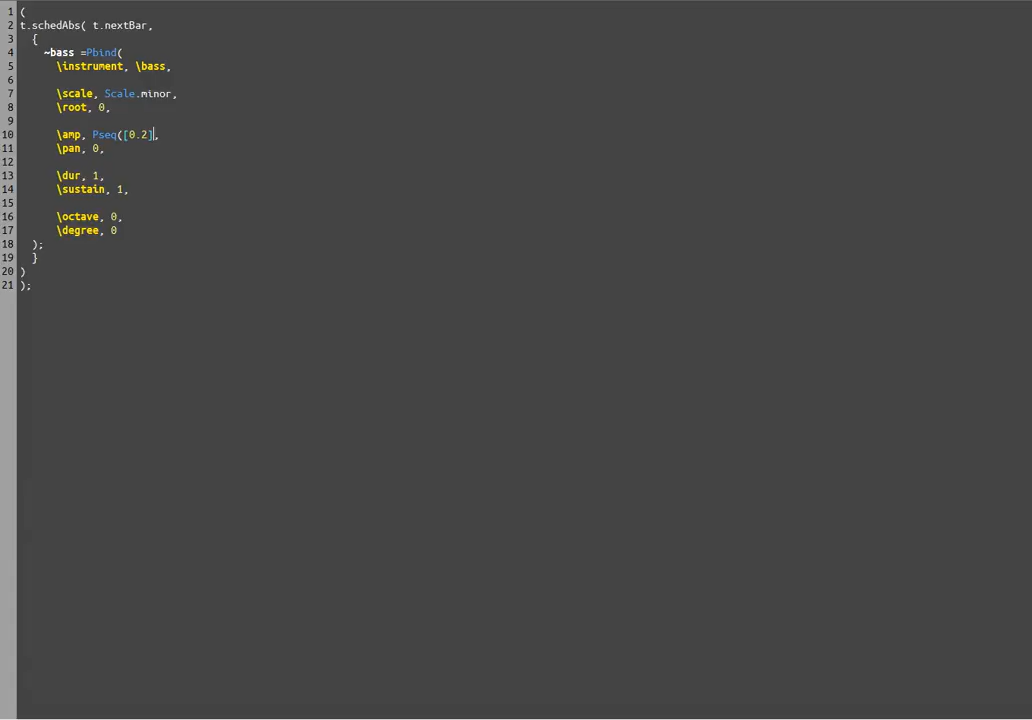 1 (
2 t.schedAbs( t.nextBar,
3 {
4 ~bass =Pbind(
5 \instrument, \bass,
6
7 \scale, Scale.minor,
8 \root, 0,
9
10 \amp, Pseq([0.2],
11 \pan, 0,
12
13 \dur, 1,
14 \sustain, 1,
15
16 \octave, 0,
17 \degree, 0
18 );
19 }
20 )
21 );